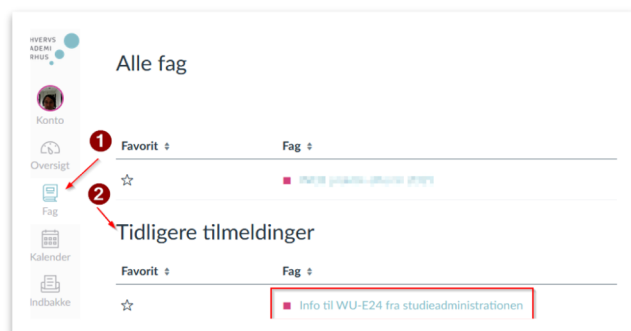 HVERVS
ADEMI
RHUS
Alle fag
Konto
1
Favorit
Fag
Oversigt
2
Fag
Tidligere tilmeldinger
Kalender
Favorit
Fag
Indbakke
Info til WU-E24 fra studieadministrationen